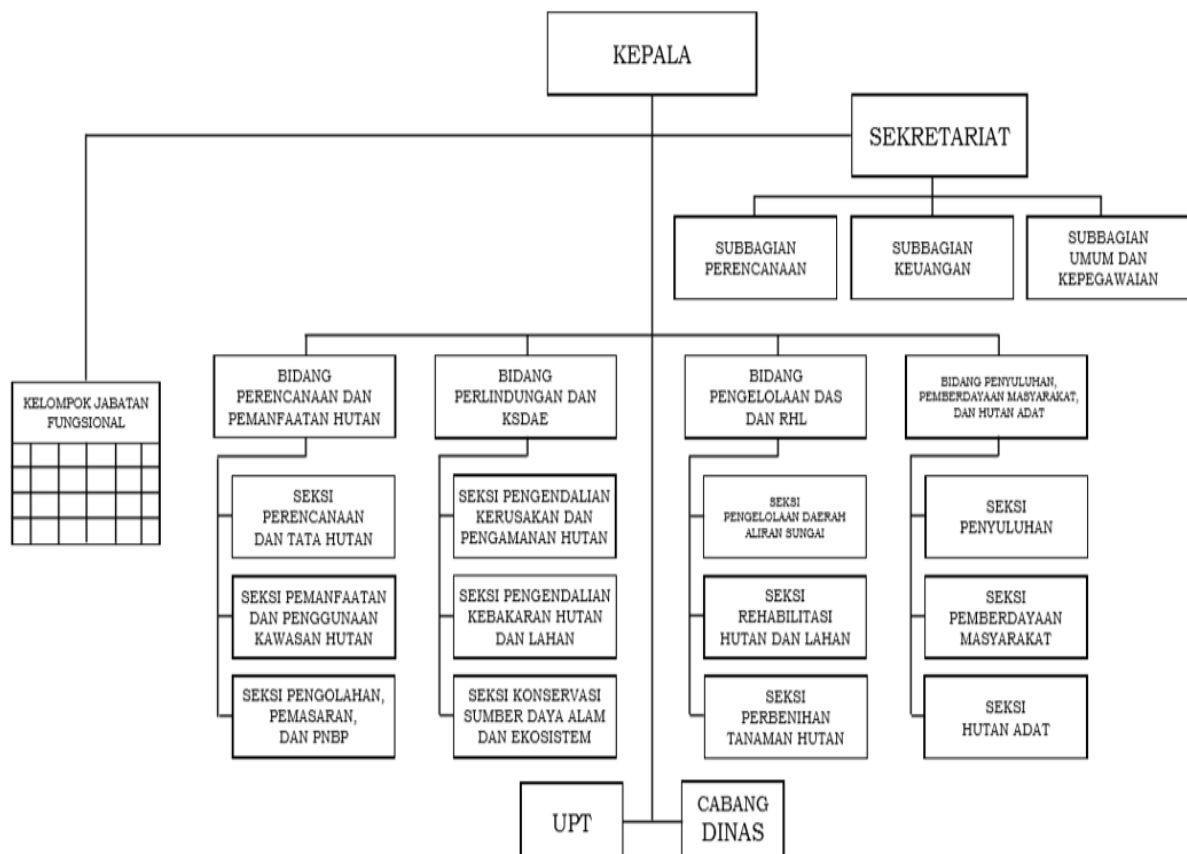 KEPALA
SEKRETARIAT
SUBBAGIAN
PERENCANAAN
SUBBAGIAN
KEUANGAN
SUBBAGIAN
UMUM DAN
KEPEGAWAIAN
KELOMPOK JABATAN
FUNGSIONAL
BIDANG
PERENCANAAN DAN
PEMANFAATAN HUTAN
SEKSI
PERENCANAAN
DAN TATA HUTAN
SEKSI PEMANFAATAN
DAN PENGGUNAAN
KAWASAN HUTAN
SEKSI PENGOLAHAN,
PEMASARAN,
DAN PNBP
BIDANG
PERLINDUNGAN DAN
KSDAE
SEKSI PENGENDALIAN
KERUSAKAN DAN
PENGAMANAN HUTAN
SEKSI PENGENDALIAN
KEBAKARAN HUTAN
DAN LAHAN
SEKSI KONSERVASI
SUMBER DAYA ALAM
DAN EKOSISTEM
BIDANG
PENGELOLAAN DAS
DAN RHL
SEKSI
PENGELOLAAN DAERAH
ALIRAN SUNGAI
SEKSI
REHABILITASI
HUTAN DAN LAHAN
SEKSI
PERBENIHAN
TANAMAN HUTAN
BIDANG PENYULUHAN,
PEMBERDAYAAN MASYARAKAT,
DAN HUTAN ADAT
SEKSI
PENYULUHAN
SEKSI
PEMBERDAYAAN
MASYARAKAT
SEKSI
HUTAN ADAT
UPT
CABANG
DINAS